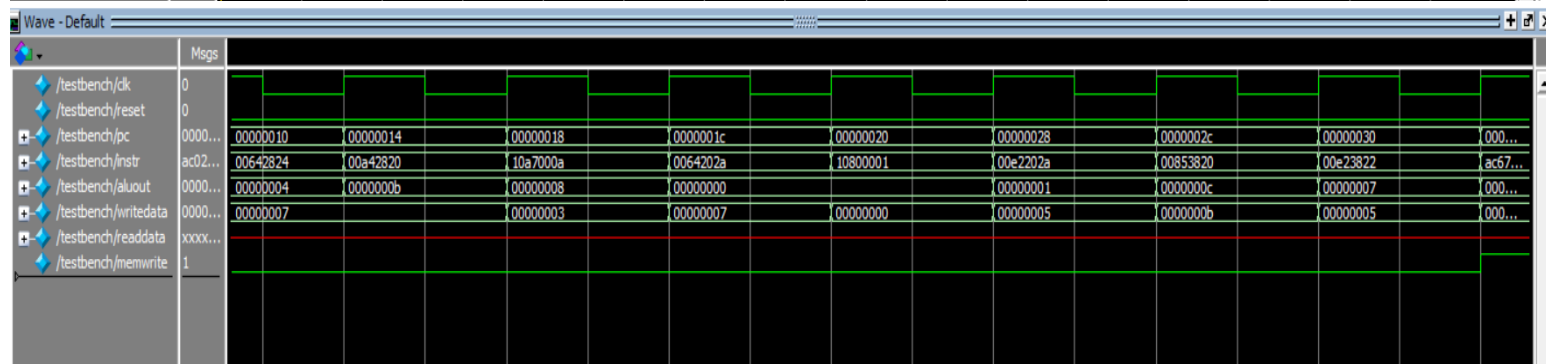 Wave - Default
Msgs
/testbench/clk 0
/testbench/reset 0
/testbench/pc 0000... 00000010 00000014 00000018 0000001c 00000020 00000028 0000002c 00000030 000...
/testbench/instr ac02... 00642824 00a42820 10a7000a 0064202a 10800001 00e2202a 00853820 00e23822 ac67...
/testbench/aluout 0000... 00000004 0000000b 00000008 00000000 00000001 0000000c 00000007 000...
/testbench/writedata 0000... 00000007 00000003 00000007 00000000 00000005 0000000b 00000005 000...
/testbench/readdata xxxx...
/testbench/memwrite 1